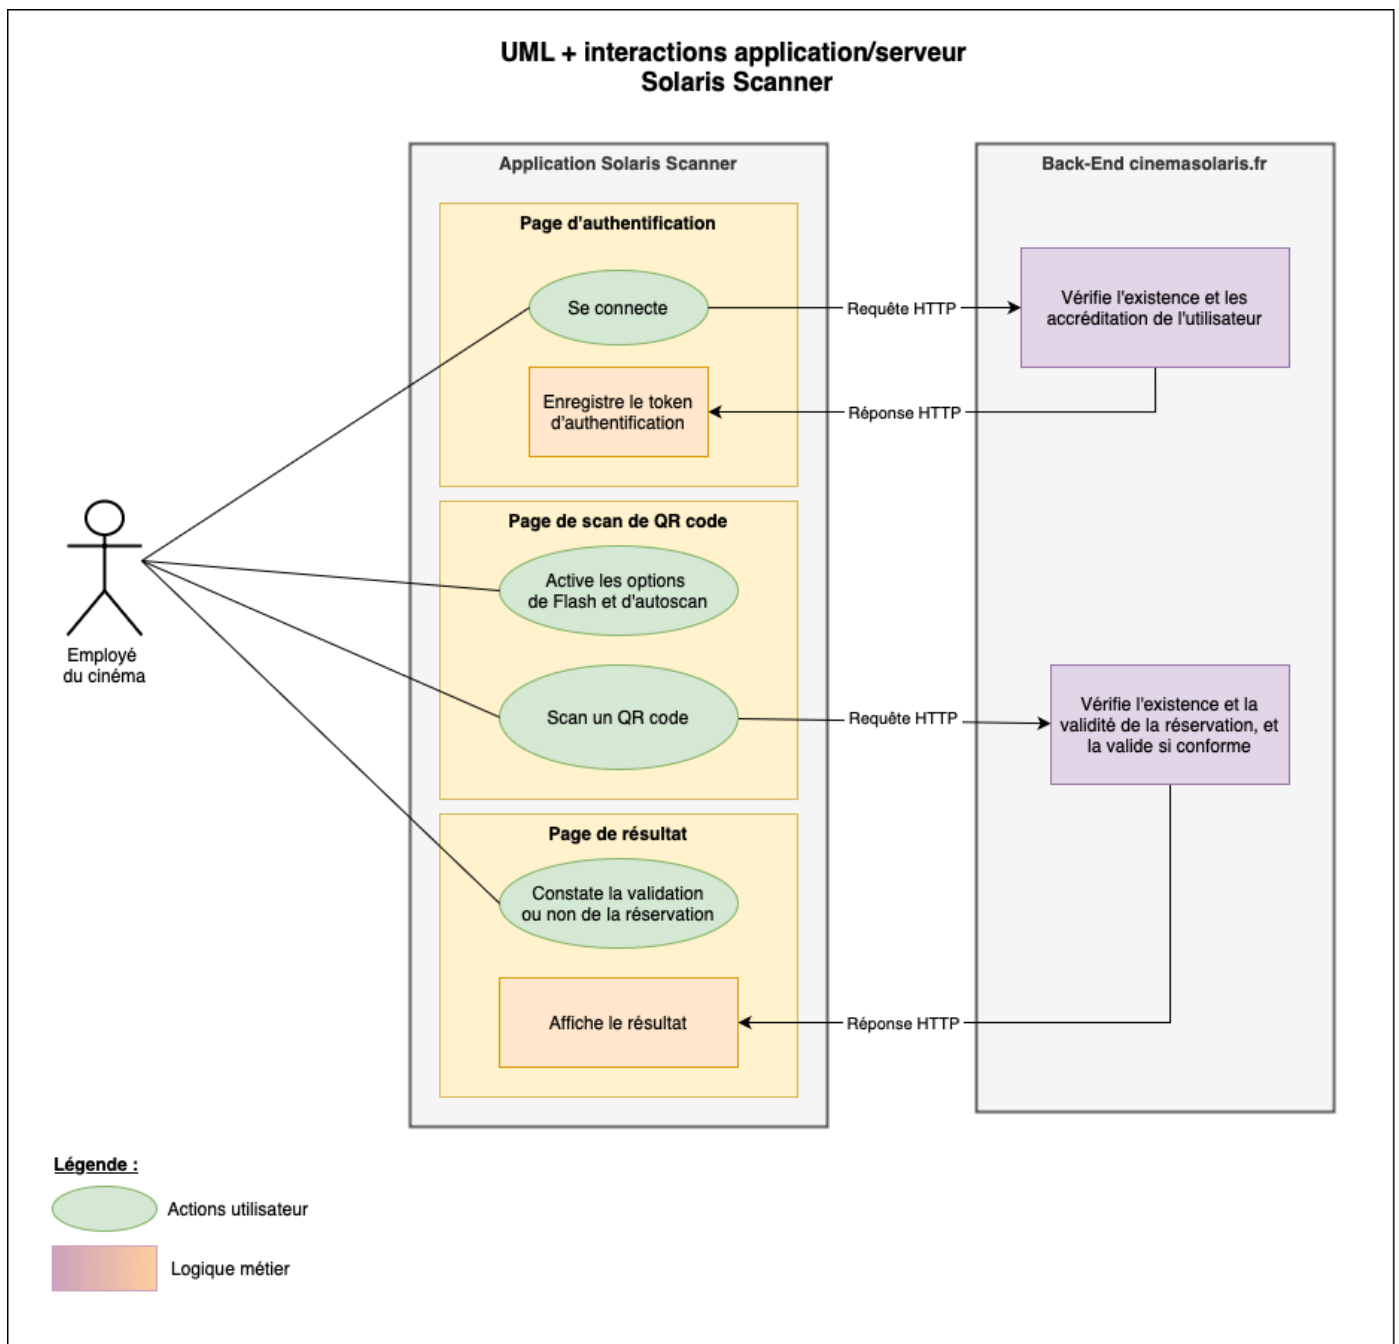 UML + interactions application/serveur
Solaris Scanner
Application Solaris Scanner
Back-End cinemasolaris.fr
Page d'authentification
Se connecte
Requête HTTP
Vérifie l'existence et les
accréditation de l'utilisateur
Enregistre le token
d'authentification
Réponse HTTP
Page de scan de QR code
Active les options
de Flash et d'autoscan
Employé
du cinéma
Scan un QR code
Requête HTTP
Vérifie l'existence et la
validité de la réservation, et
la valide si conforme
Page de résultat
Constate la validation
ou non de la réservation
Affiche le résultat
Réponse HTTP
Légende :
Actions utilisateur
Logique métier